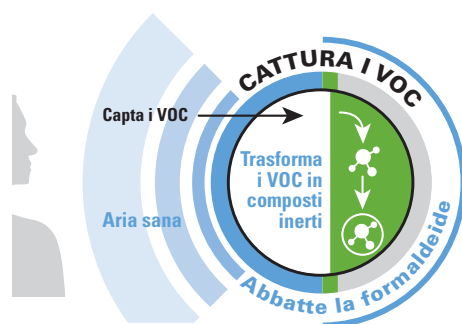 CATTURA I VOC
Capta i VOC
Trasforma
i VOC in
composti
inerti
Aria sana
Abbatte la formaldeide